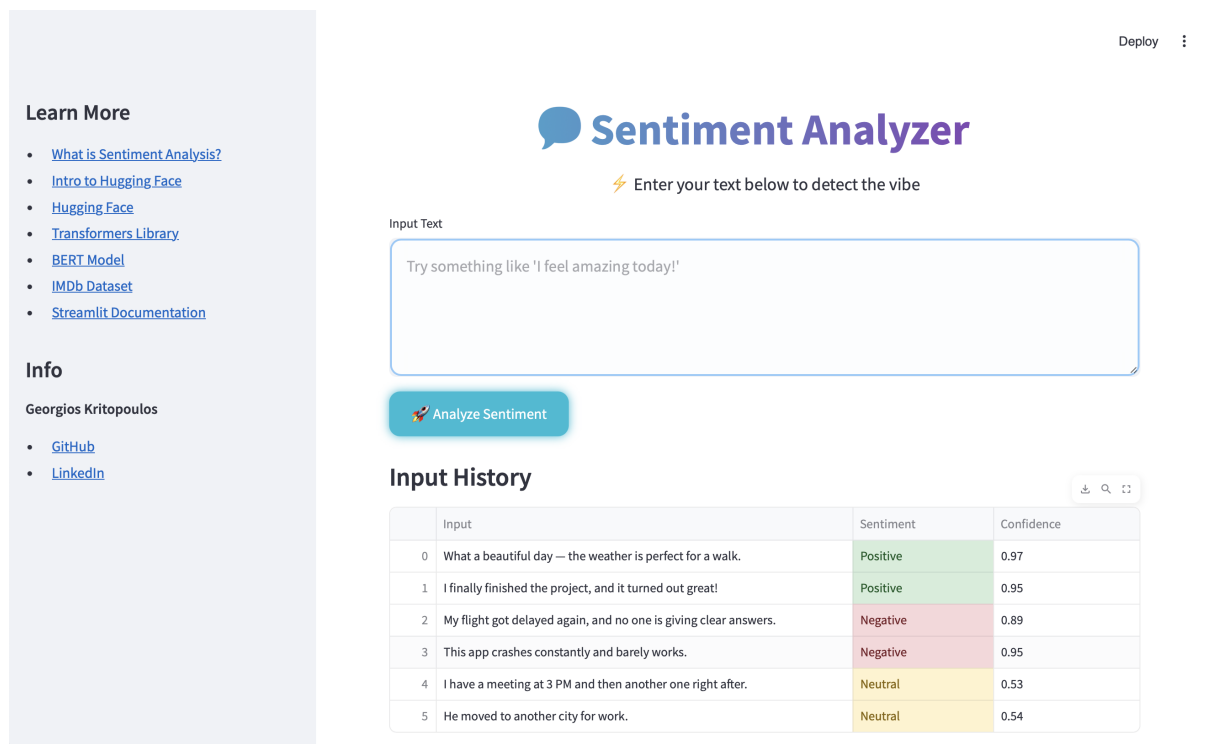 Deploy
Learn More
What is Sentiment Analysis?
Intro to Hugging Face
Hugging Face
Transformers Library
BERT Model
IMDb Dataset
Streamlit Documentation
Info
Georgios Kritopoulos
GitHub
LinkedIn
Sentiment Analyzer
⚡ Enter your text below to detect the vibe
Input Text
Try something like 'I feel amazing today!'
🚀 Analyze Sentiment
Input History
Input Sentiment Confidence
0 What a beautiful day — the weather is perfect for a walk. Positive 0.97
1 I finally finished the project, and it turned out great! Positive 0.95
2 My flight got delayed again, and no one is giving clear answers. Negative 0.89
3 This app crashes constantly and barely works. Negative 0.95
4 I have a meeting at 3 PM and then another one right after. Neutral 0.53
5 He moved to another city for work. Neutral 0.54